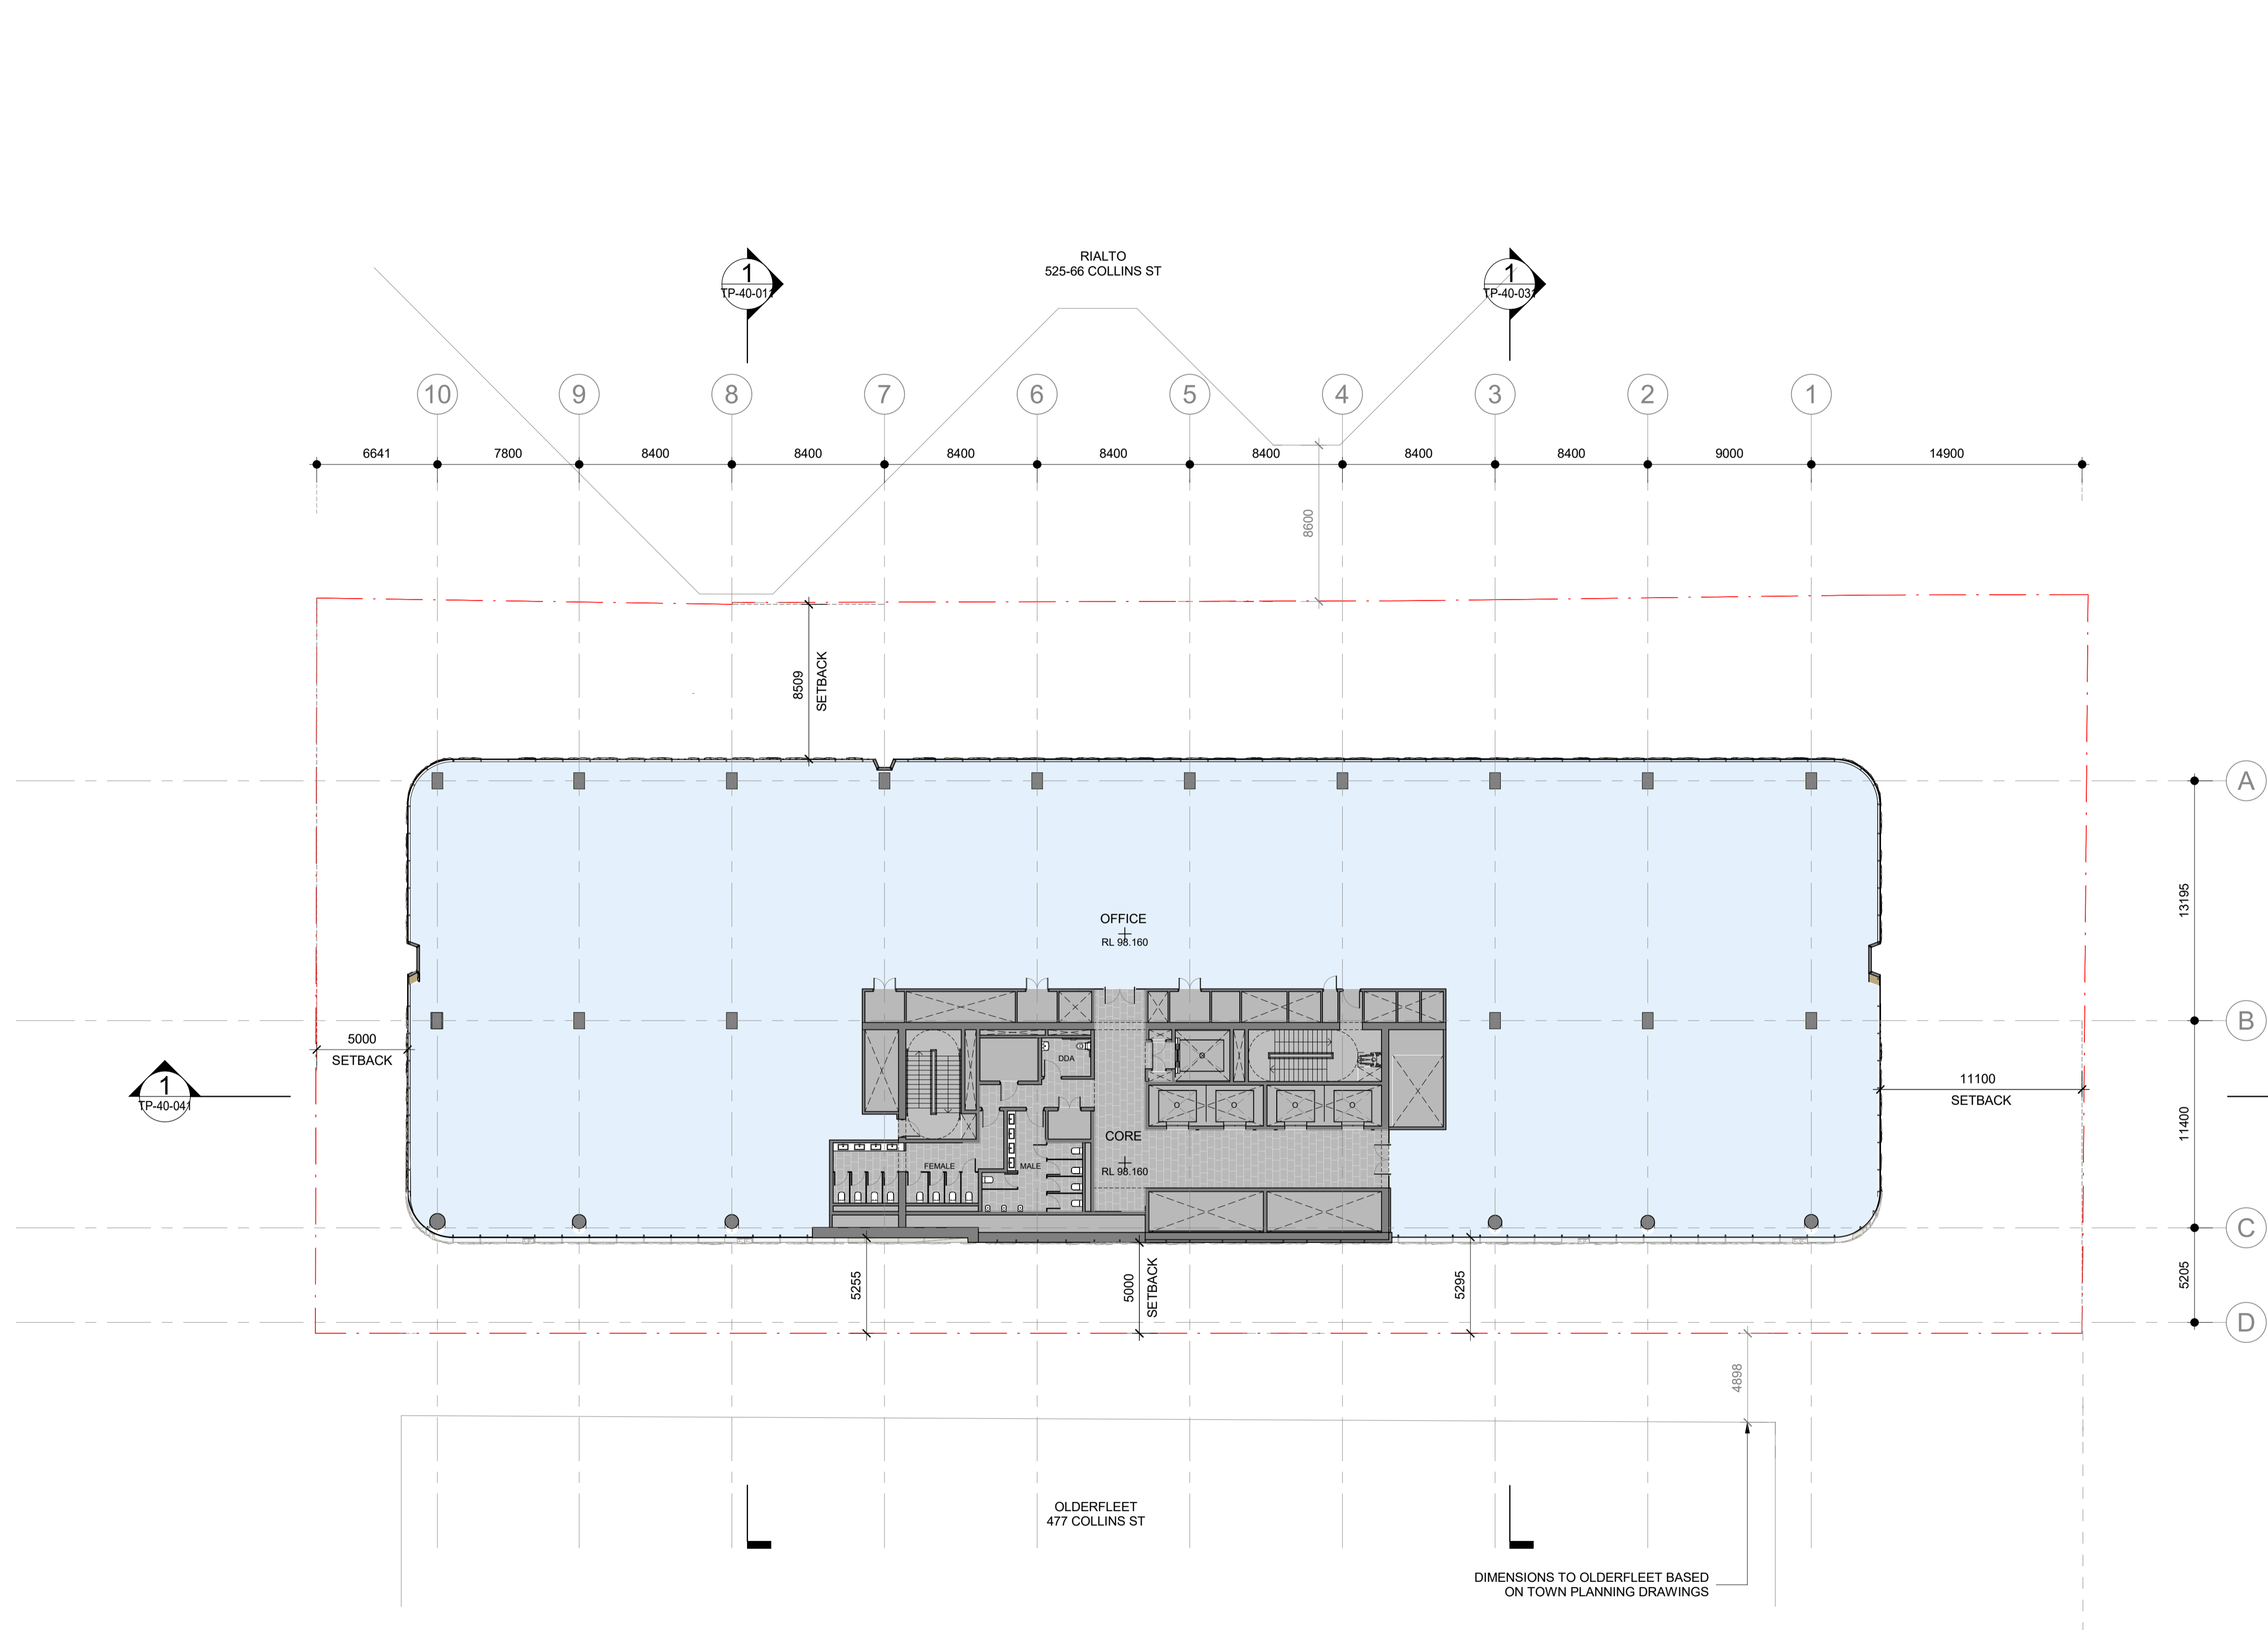 RIALTO
525-66 COLLINS ST
1
TP-40-011
1
TP-40-031
10
9
8
7
6
5
4
3
2
1
6641
7800
8400
8400
8400
8400
8400
8400
8400
9000
14900
8600
8509
SETBACK
A
OFFICE
RL 98.160
13195
B
5000
SETBACK
DDA
1
TP-40-041
11100
SETBACK
11400
CORE
RL 98.160
FEMALE
MALE
C
5255
5000
SETBACK
5295
5205
D
4898
OLDERFLEET
477 COLLINS ST
DIMENSIONS TO OLDERFLEET BASED
ON TOWN PLANNING DRAWINGS